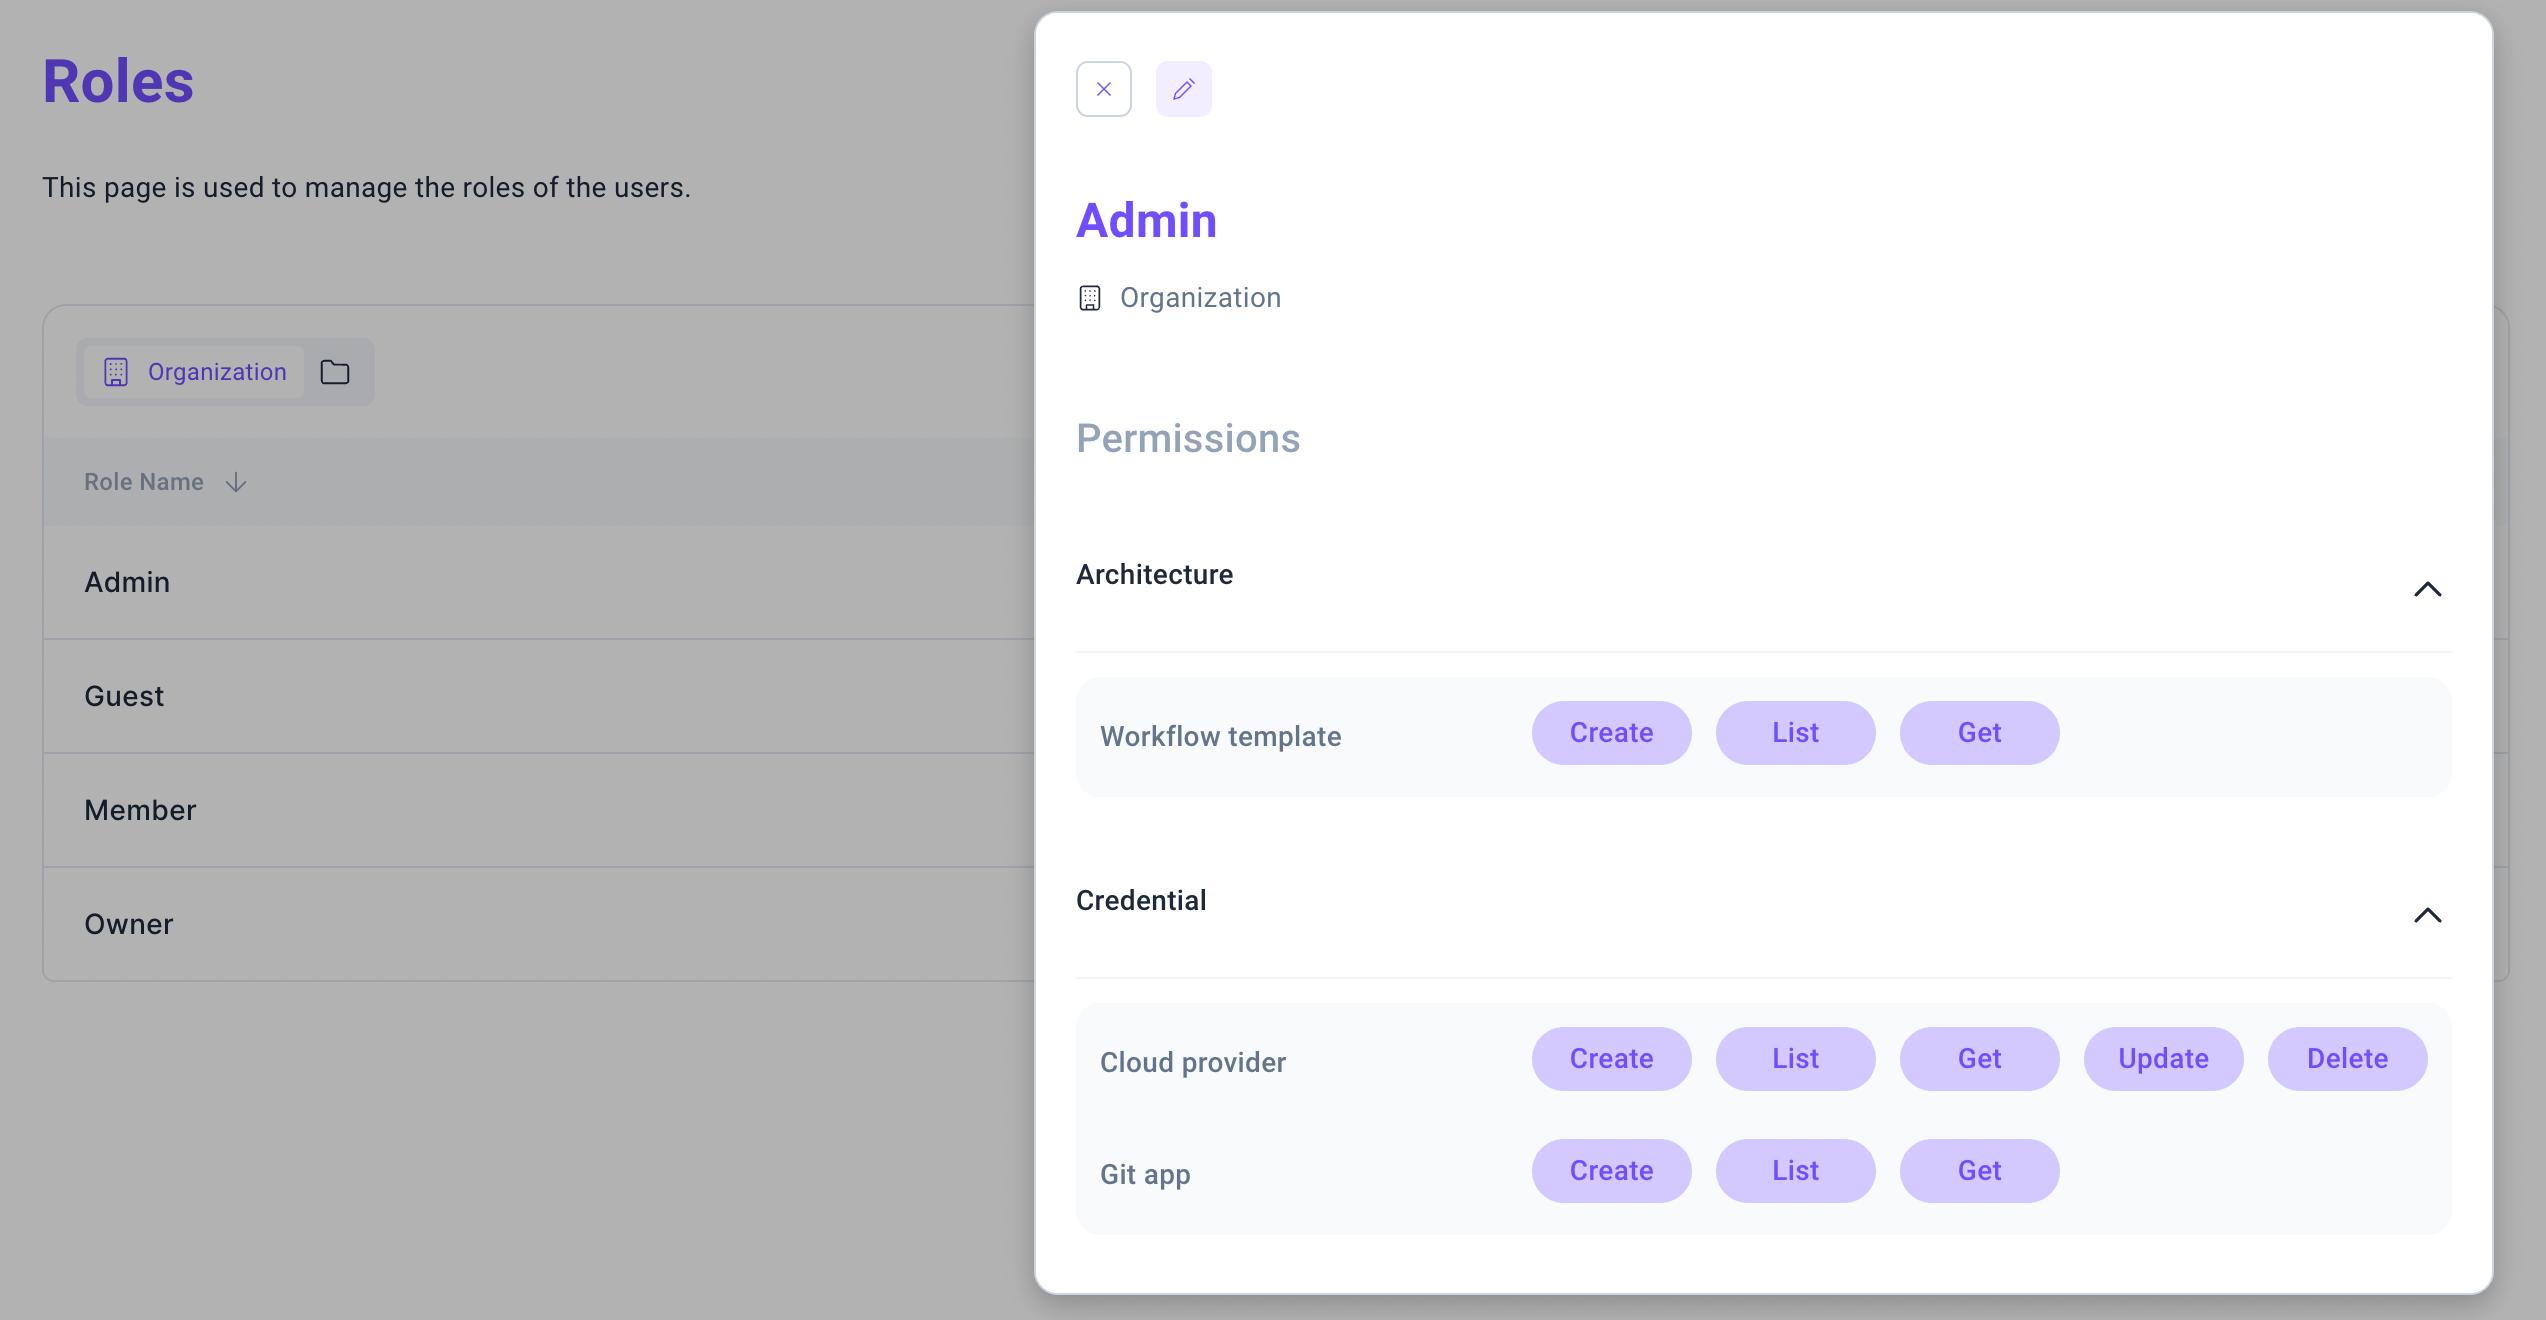 Roles
This page is used to manage the roles of the users.
Organization
Role Name
Admin
Guest
Member
Owner
Admin
Organization
Permissions
Architecture
Workflow template Create List Get
Credential
Cloud provider Create List Get Update Delete
Git app Create List Get